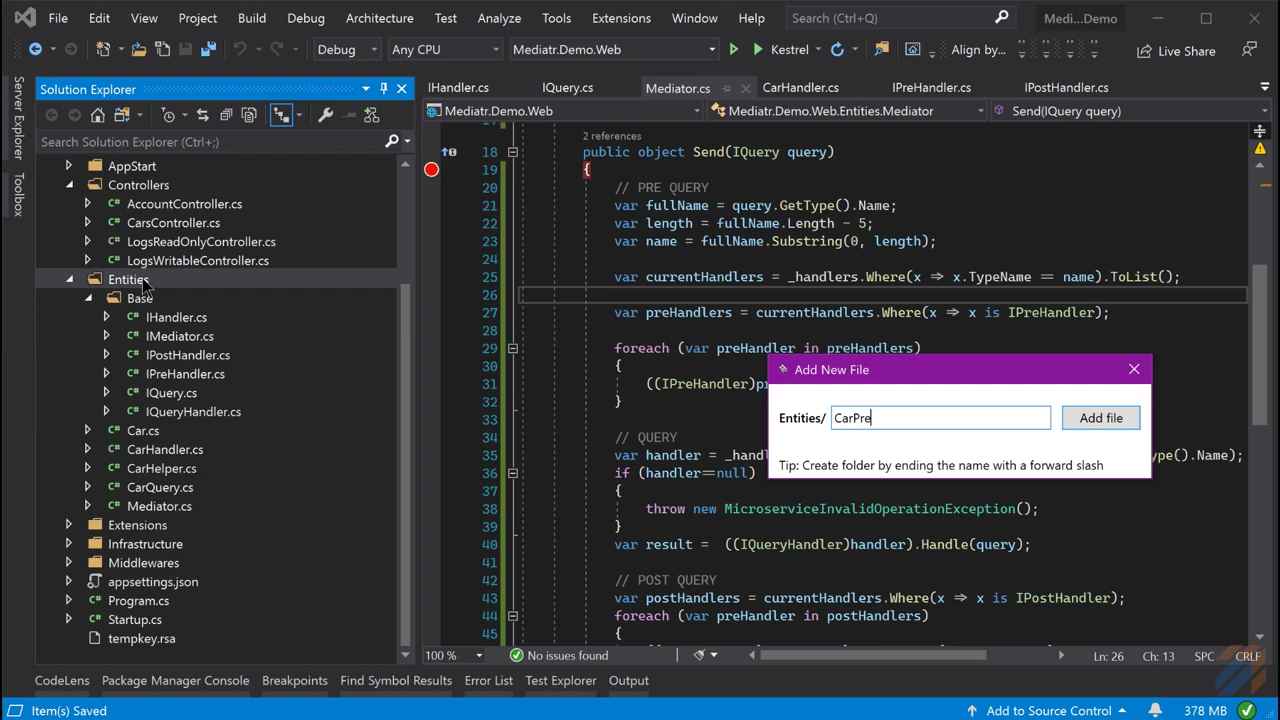 File Edit View Project Build Debug Test Analyze Tools Extensions Window Help Search (Ctrl+Q) Medi...Demo
Debug Any CPU Mediatr.Demo.Web Kestrel Align by... Live Share
Server Explorer
Toolbox
Solution Explorer
Search Solution Explorer (Ctrl+;)
AppStart
Controllers
C# AccountController.cs
C# CarsController.cs
C# LogsReadOnlyController.cs
C# LogsWritableController.cs
Entities
Base
C# IHandler.cs
C# IMediator.cs
C# IPostHandler.cs
C# IPreHandler.cs
C# IQuery.cs
C# IQueryHandler.cs
C# Car.cs
C# CarHandler.cs
C# CarHelper.cs
C# CarQuery.cs
C# Mediator.cs
Extensions
Infrastructure
Middlewares
appsettings.json
C# Program.cs
C# Startup.cs
tempkey.rsa
IHandler.cs IQuery.cs Mediator.cs CarHandler.cs IPreHandler.cs IPostHandler.cs
Mediatr.Demo.Web Mediatr.Demo.Web.Entities.Mediator Send(IQuery query)
2 references
18 public object Send(IQuery query)
19 {
20 // PRE QUERY
21 var fullName = query.GetType().Name;
22 var length = fullName.Length - 5;
23 var name = fullName.Substring(0, length);
24
25 var currentHandlers = _handlers.Where(x => x.TypeName == name).ToList();
26
27 var preHandlers = currentHandlers.Where(x => x is IPreHandler);
28
29 foreach (var preHandler in preHandlers)
30 {
31 ((IPreHandler)p
32 }
33
34 // QUERY
35 var handler = _hand ype().Name);
36 if (handler==null)
37 {
38 throw new MicroserviceInvalidOperationException();
39 }
40 var result = ((IQueryHandler)handler).Handle(query);
41
42 // POST QUERY
43 var postHandlers = currentHandlers.Where(x => x is IPostHandler);
44 foreach (var preHandler in postHandlers)
45 {
Add New File
Entities/ CarPre Add file
Tip: Create folder by ending the name with a forward slash
100 % No issues found Ln: 26 Ch: 13 SPC CRLF
CodeLens Package Manager Console Breakpoints Find Symbol Results Error List Test Explorer Output
Item(s) Saved Add to Source Control 378 MB